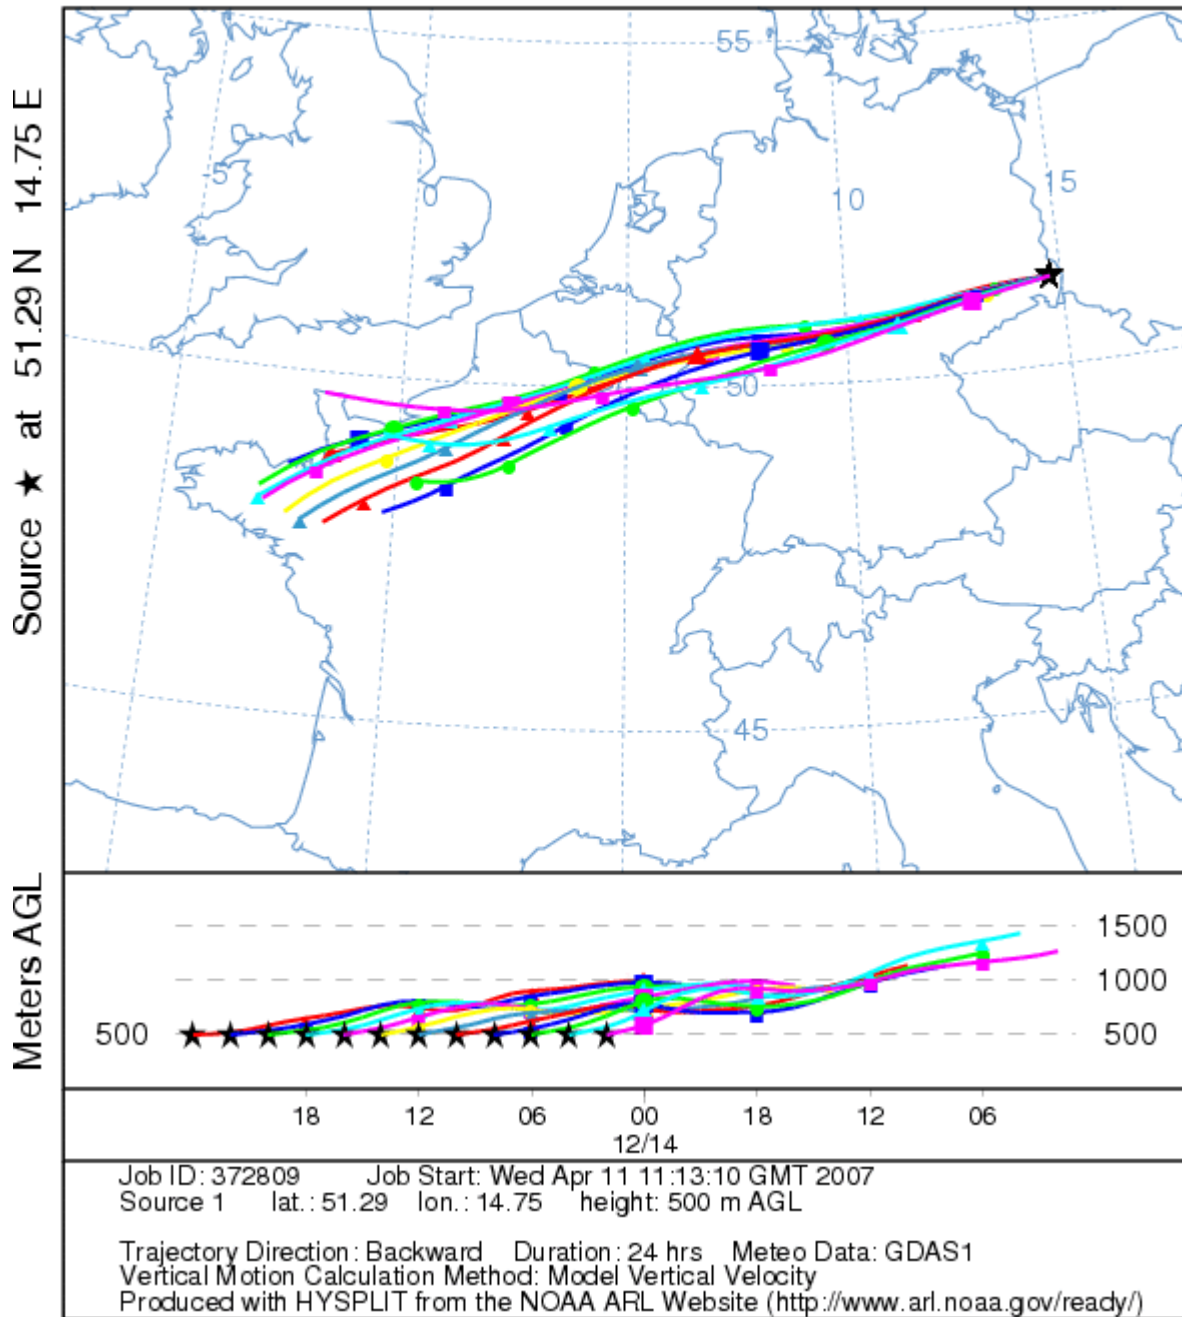 Source ★ at 51.29 N 14.75 E
55
-5
0
10
15
50
45
Meters AGL
1500
1000
500
500
18 12 06 00 18 12 06
12/14
Job ID: 372809 Job Start: Wed Apr 11 11:13:10 GMT 2007
Source 1 lat.: 51.29 lon.: 14.75 height: 500 m AGL
Trajectory Direction: Backward Duration: 24 hrs Meteo Data: GDAS1
Vertical Motion Calculation Method: Model Vertical Velocity
Produced with HYSPLIT from the NOAA ARL Website (http://www.arl.noaa.gov/ready/)